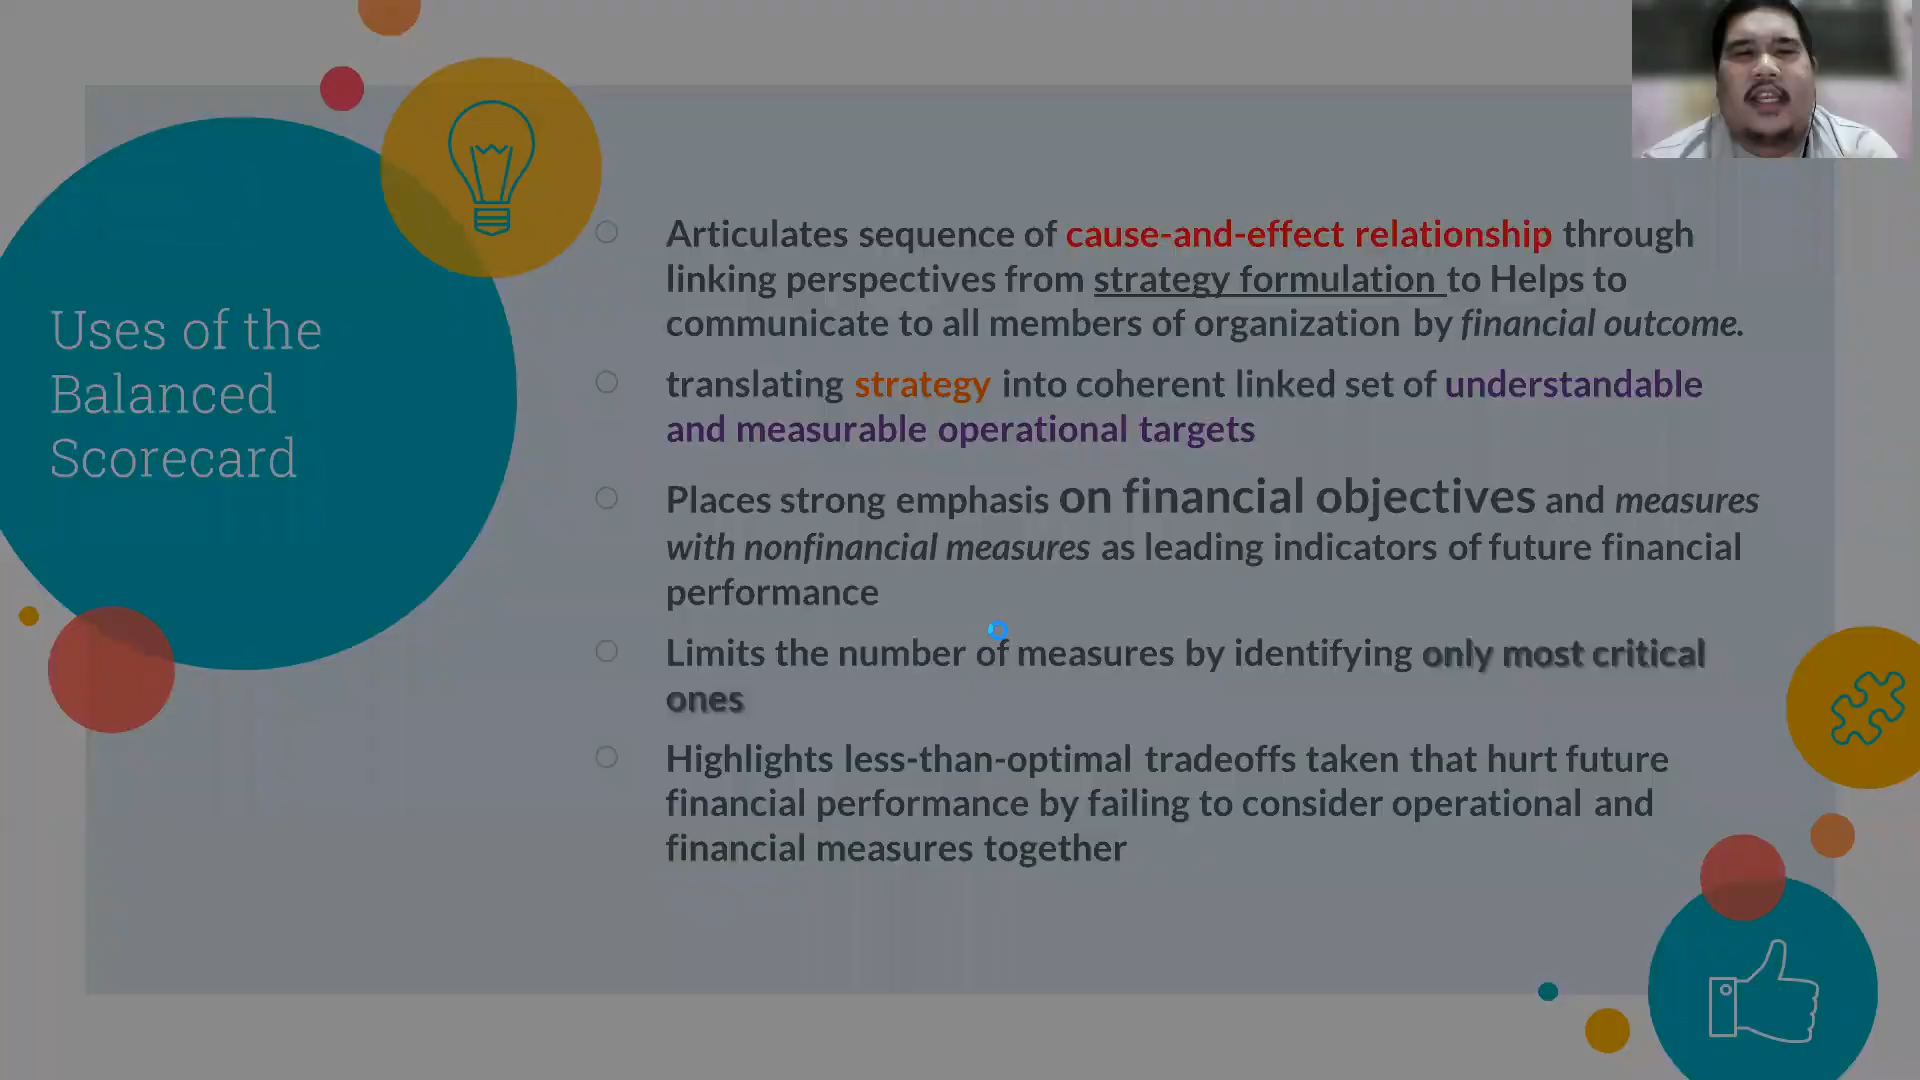 Uses of the
Balanced
Scorecard
Articulates sequence of cause-and-effect relationship through
linking perspectives from strategy formulation to Helps to
communicate to all members of organization by financial outcome.
translating strategy into coherent linked set of understandable
and measurable operational targets
Places strong emphasis on financial objectives and measures
with nonfinancial measures as leading indicators of future financial
performance
Limits the number of measures by identifying only most critical
ones
Highlights less-than-optimal tradeoffs taken that hurt future
financial performance by failing to consider operational and
financial measures together